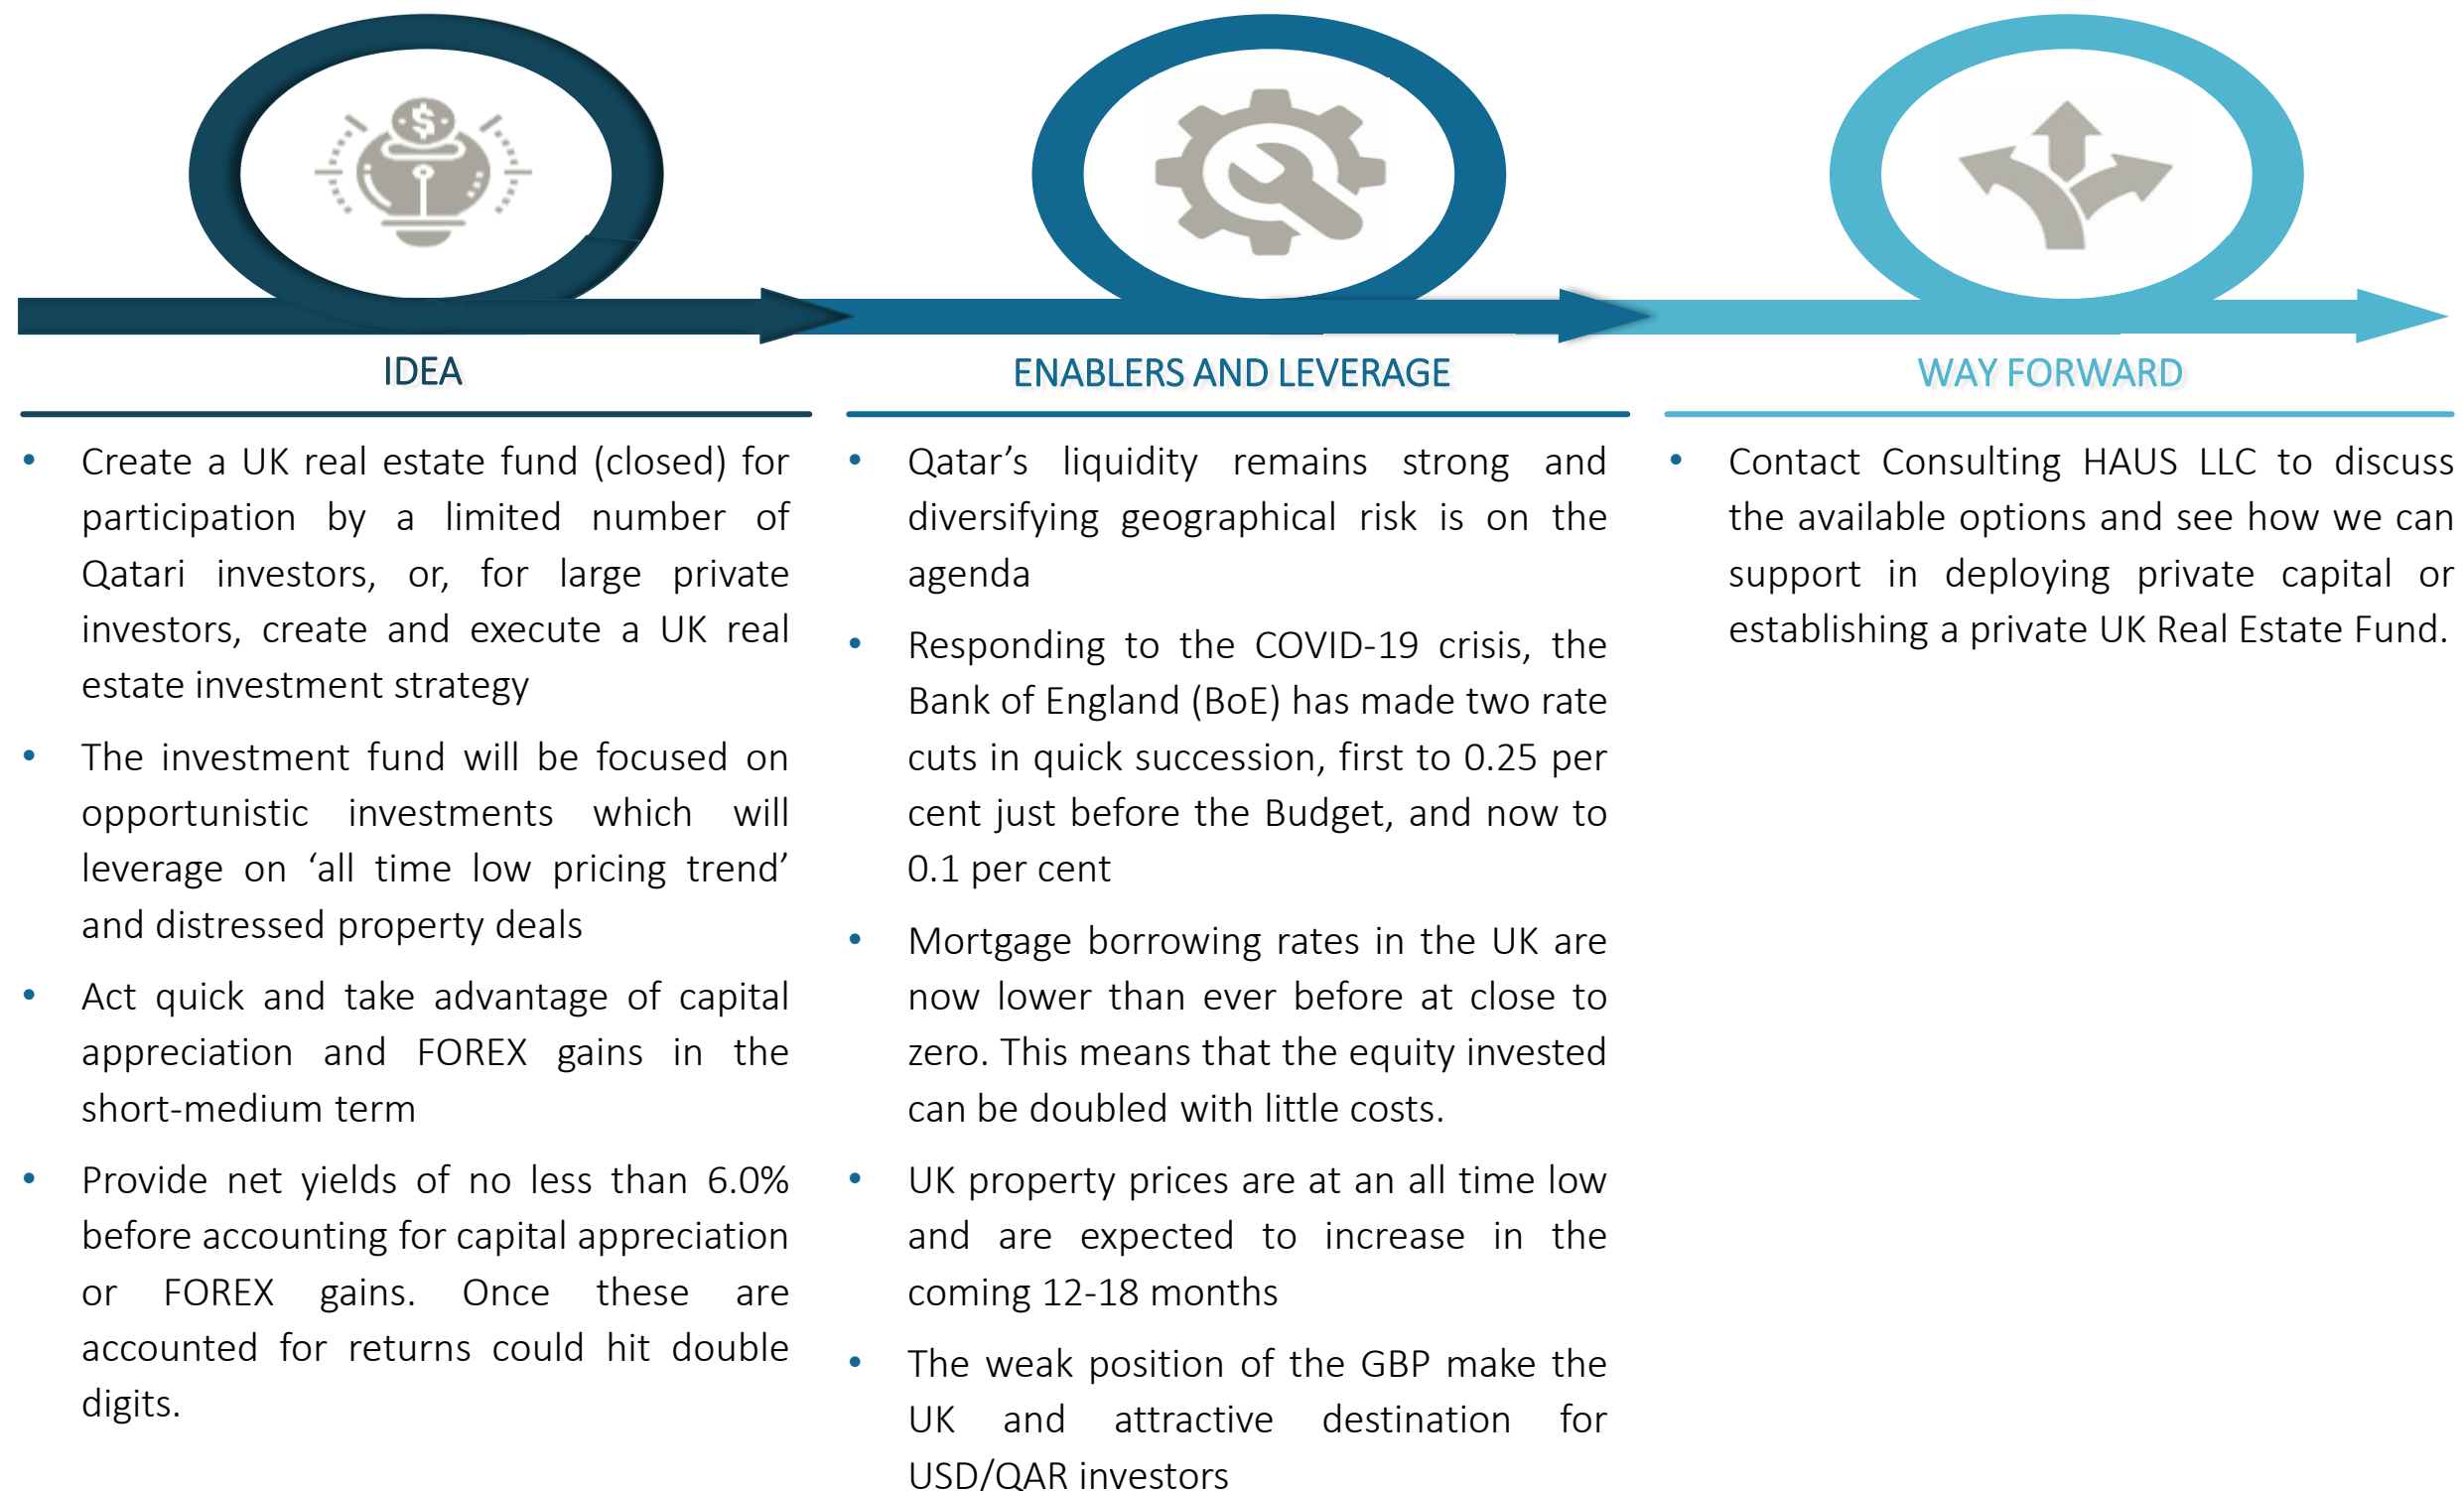 IDEA
• Create a UK real estate fund (closed) for
participation by a limited number of
Qatari investors, or, for large private
investors, create and execute a UK real
estate investment strategy
• The investment fund will be focused on
opportunistic investments which will
leverage on ‘all time low pricing trend’
and distressed property deals
• Act quick and take advantage of capital
appreciation and FOREX gains in the
short-medium term
• Provide net yields of no less than 6.0%
before accounting for capital appreciation
or FOREX gains. Once these are
accounted for returns could hit double
digits.
ENABLERS AND LEVERAGE
• Qatar’s liquidity remains strong and
diversifying geographical risk is on the
agenda
• Responding to the COVID-19 crisis, the
Bank of England (BoE) has made two rate
cuts in quick succession, first to 0.25 per
cent just before the Budget, and now to
0.1 per cent
• Mortgage borrowing rates in the UK are
now lower than ever before at close to
zero. This means that the equity invested
can be doubled with little costs.
• UK property prices are at an all time low
and are expected to increase in the
coming 12-18 months
• The weak position of the GBP make the
UK and attractive destination for
USD/QAR investors
WAY FORWARD
• Contact Consulting HAUS LLC to discuss
the available options and see how we can
support in deploying private capital or
establishing a private UK Real Estate Fund.